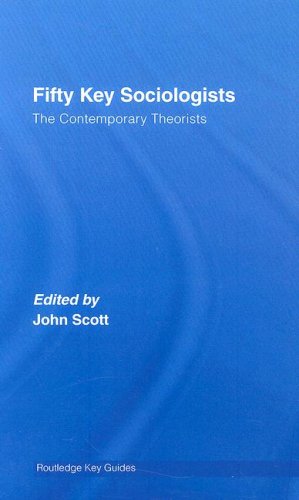 Fifty Key Sociologists
The Contemporary Theorists
Edited by
John Scott
Routledge Key Guides